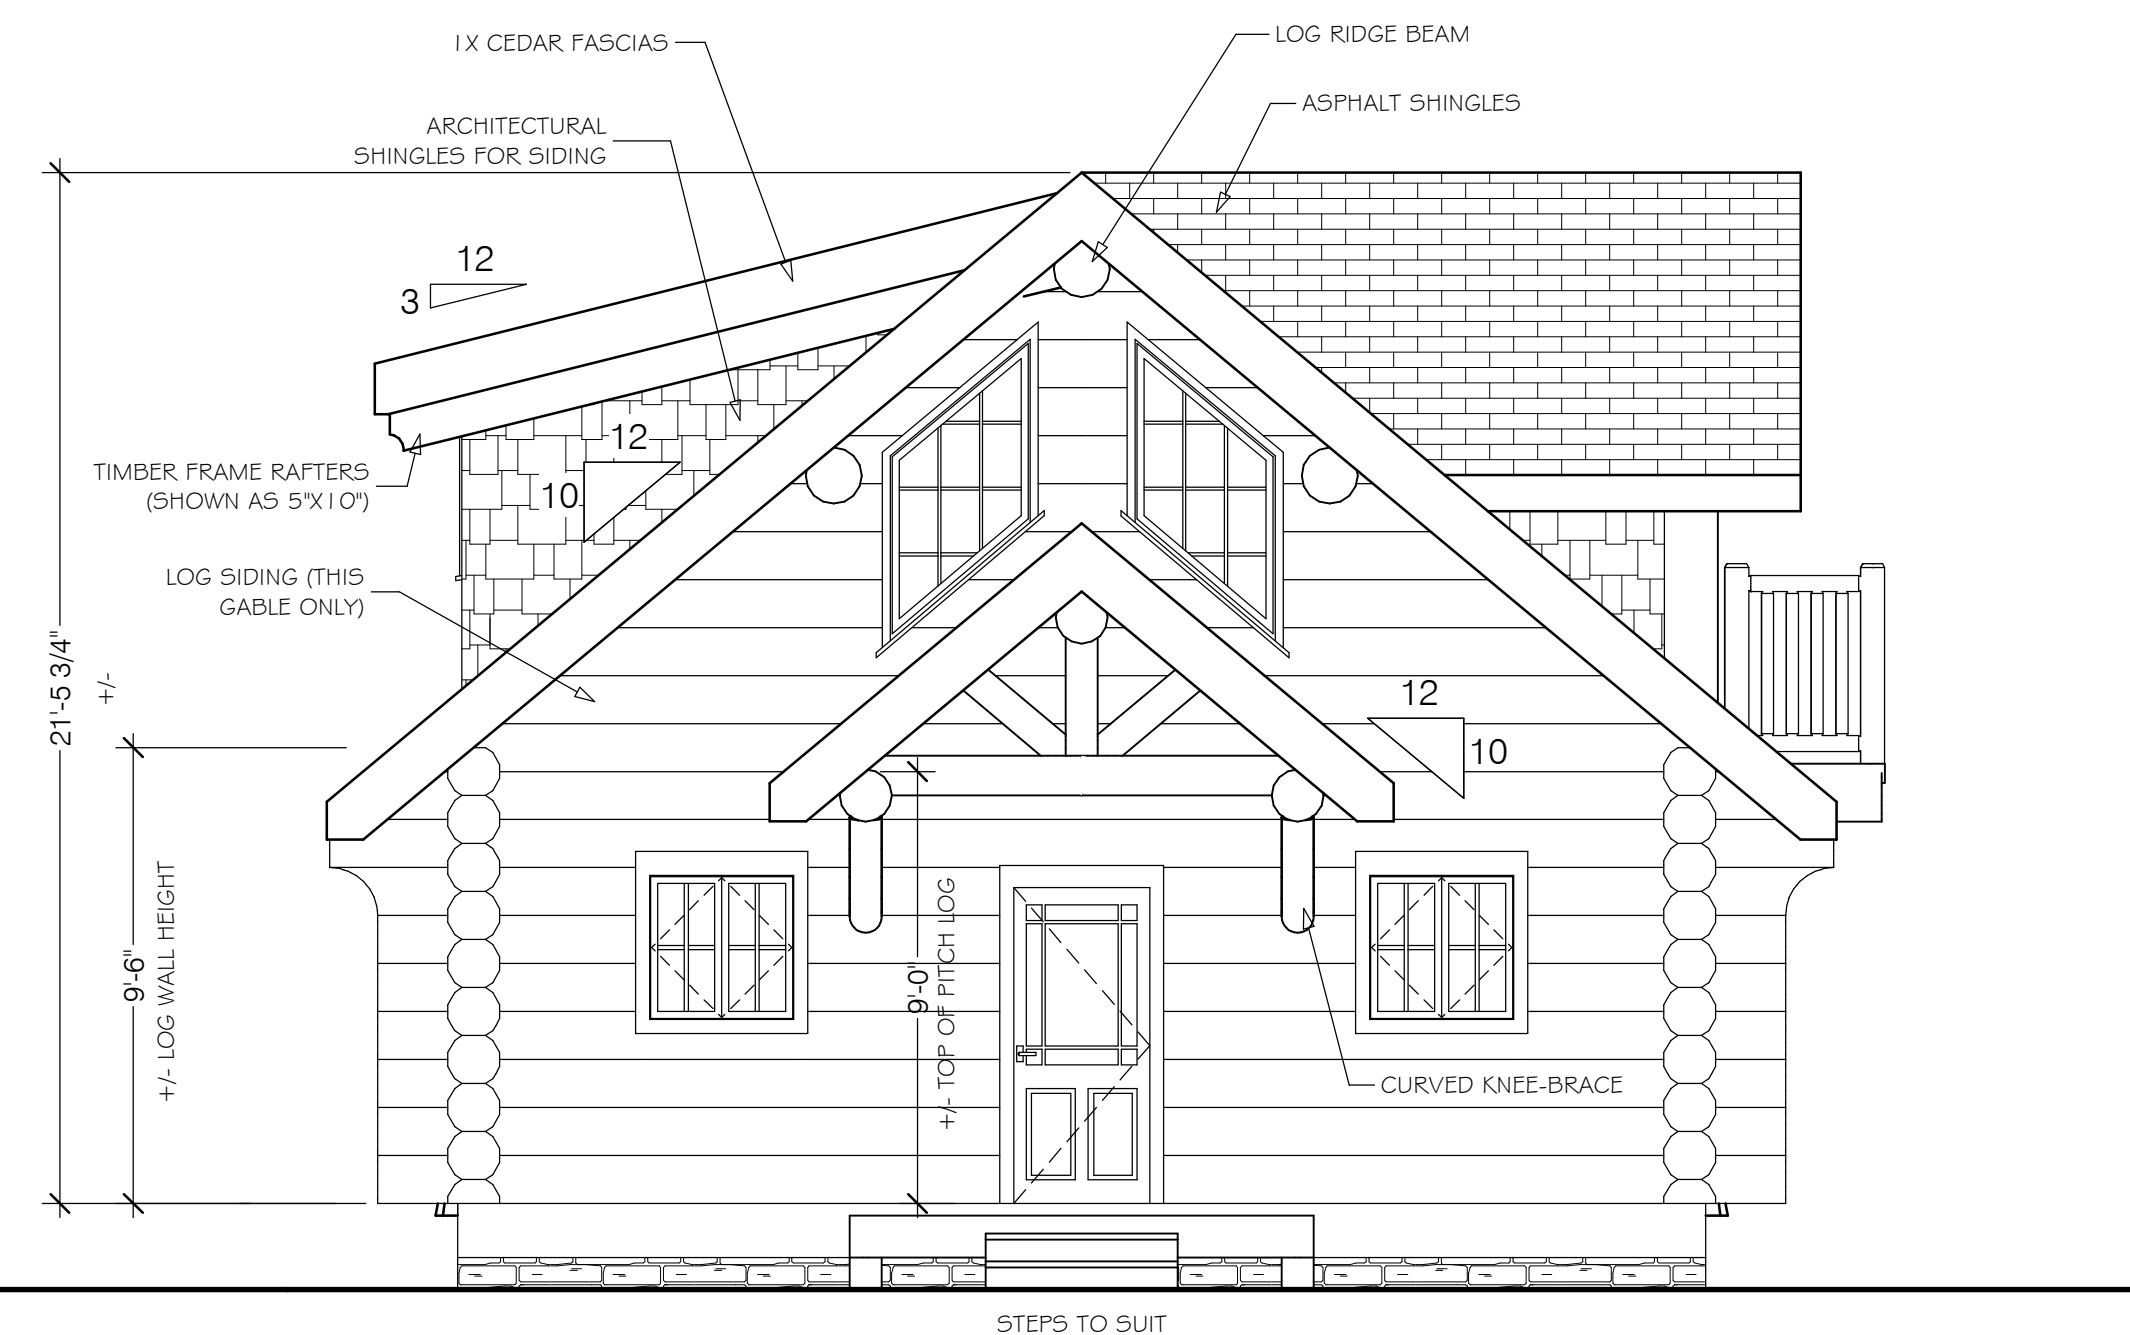 1X CEDAR FASCIAS
LOG RIDGE BEAM
ASPHALT SHINGLES
ARCHITECTURAL
SHINGLES FOR SIDING
12
3
12
10
TIMBER FRAME RAFTERS
(SHOWN AS 5"X10")
LOG SIDING (THIS
GABLE ONLY)
21'-5 3/4"
+/-
12
10
9'-6"
+/- LOG WALL HEIGHT
9'-0"
+/- TOP OF PITCH LOG
CURVED KNEE-BRACE
STEPS TO SUIT